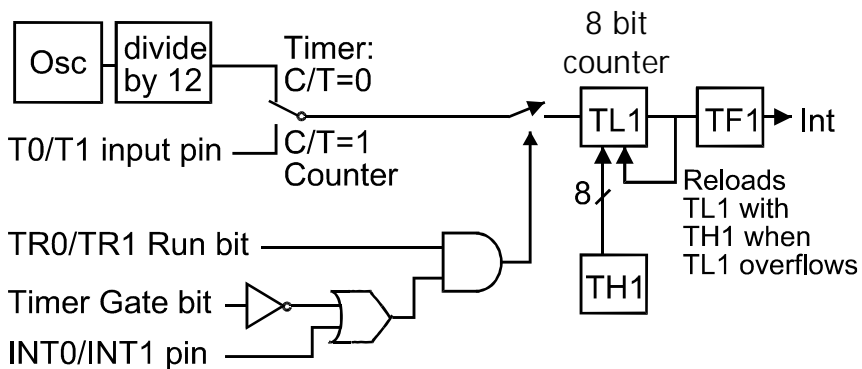 8 bit
counter
Osc
divide
by 12
Timer:
C/T=0
T0/T1 input pin
C/T=1
Counter
TL1
TF1
Int
8
Reloads
TL1 with
TH1 when
TL1 overflows
TH1
TR0/TR1 Run bit
Timer Gate bit
INT0/INT1 pin